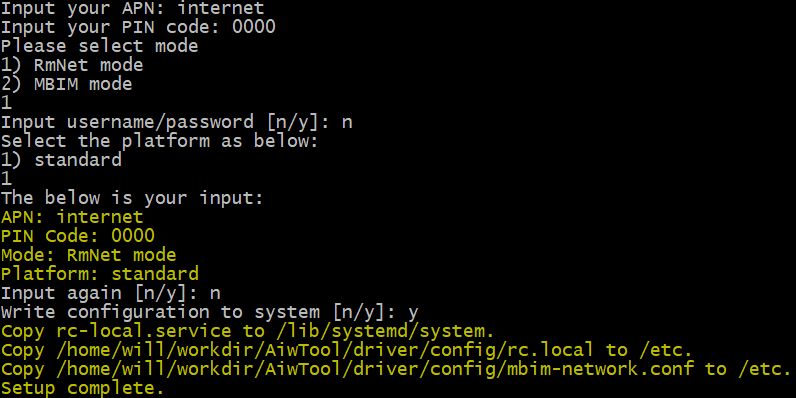 Input your APN: internet
Input your PIN code: 0000
Please select mode
1) RmNet mode
2) MBIM mode
1
Input username/password [n/y]: n
Select the platform as below:
1) standard
1
The below is your input:
APN: internet
PIN Code: 0000
Mode: RmNet mode
Platform: standard
Input again [n/y]: n
Write configuration to system [n/y]: y
Copy rc-local.service to /lib/systemd/system.
Copy /home/will/workdir/AiwTool/driver/config/rc.local to /etc.
Copy /home/will/workdir/AiwTool/driver/config/mbim-network.conf to /etc.
Setup complete.